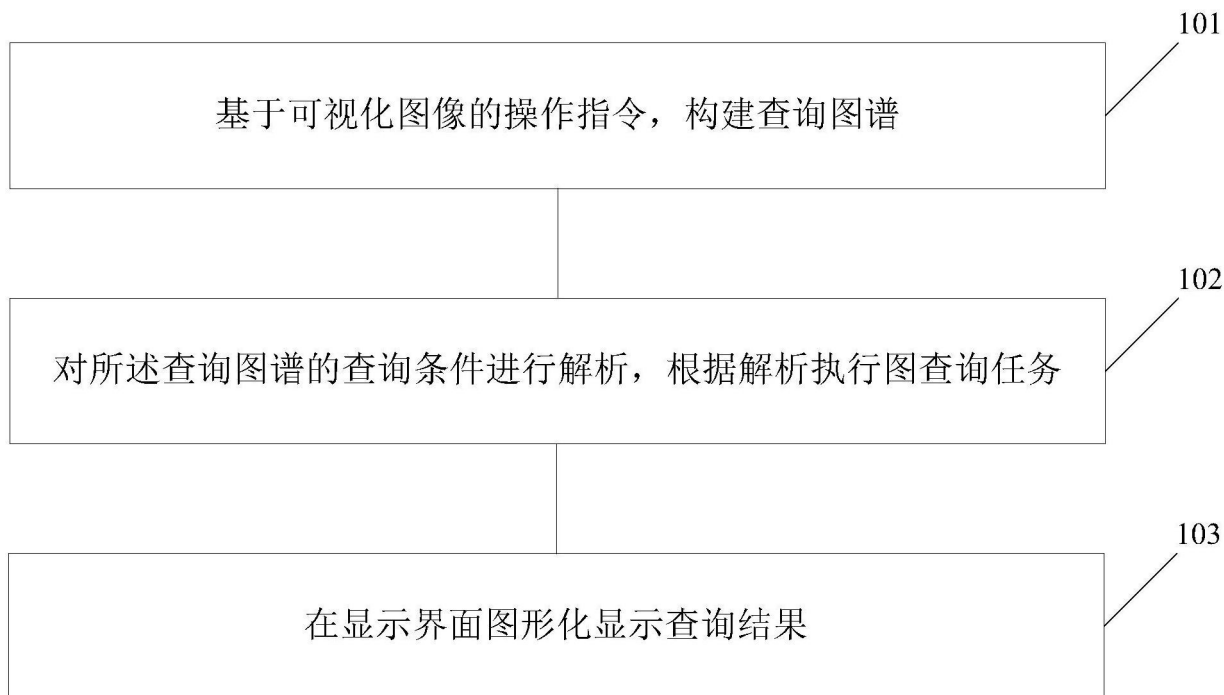 101
基于可视化图像的操作指令，构建查询图谱
102
对所述查询图谱的查询条件进行解析，根据解析执行图查询任务
103
在显示界面图形化显示查询结果